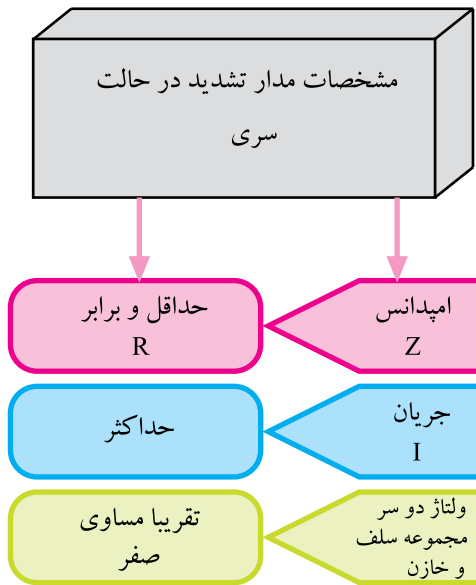 مشخصات مدار تشدید در حالت
سری
امپدانس
Z
حداقل و برابر
R
جریان
I
حداکثر
ولتاژ دو سر
مجموعه سلف
و خازن
تقریبا مساوی
صفر